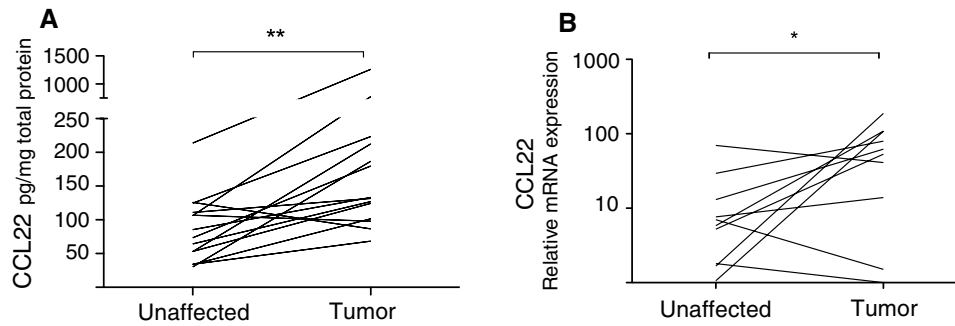 A
**
CCL22 pg/mg total protein
1500
1000
250
200
150
100
50
Unaffected
Tumor
B
*
CCL22
Relative mRNA expression
1000
100
10
Unaffected
Tumor